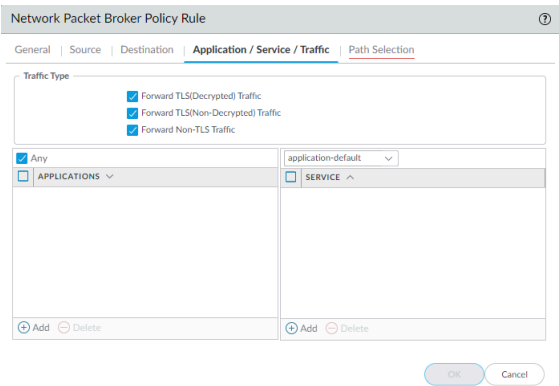 Network Packet Broker Policy Rule
General | Source | Destination | Application / Service / Traffic | Path Selection
Traffic Type
Forward TLS(Decrypted) Traffic
Forward TLS(Non-Decrypted) Traffic
Forward Non-TLS Traffic
Any
application-default
APPLICATIONS
SERVICE
Add Delete
Add Delete
OK Cancel